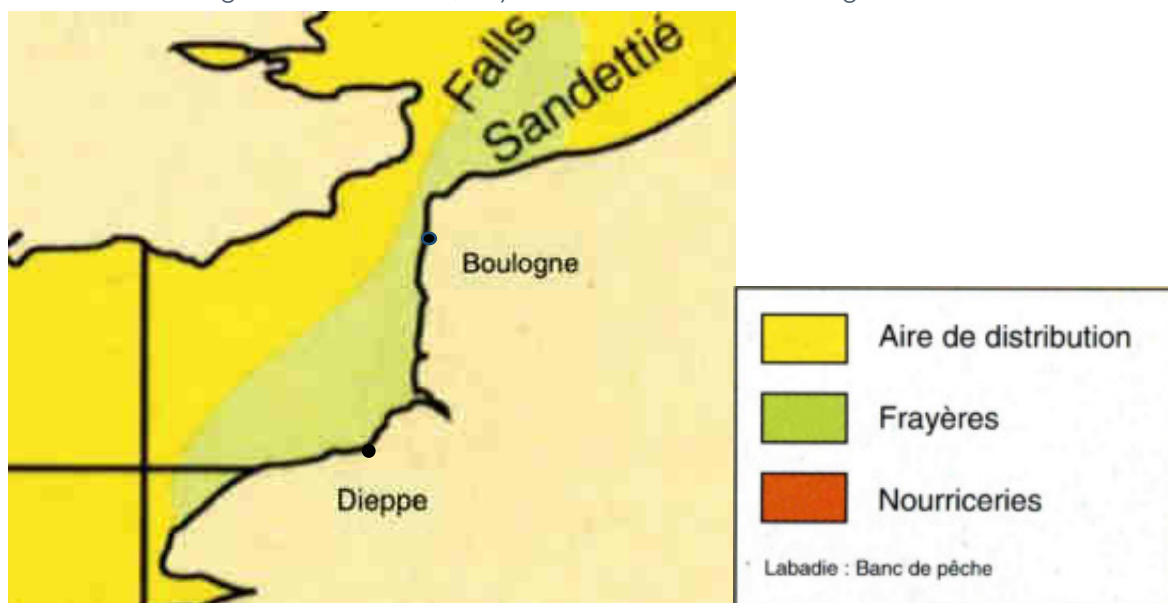 Falls
Sandettié
Boulogne
Dieppe
Aire de distribution
Frayères
Nourriceries
Labadie : Banc de pêche